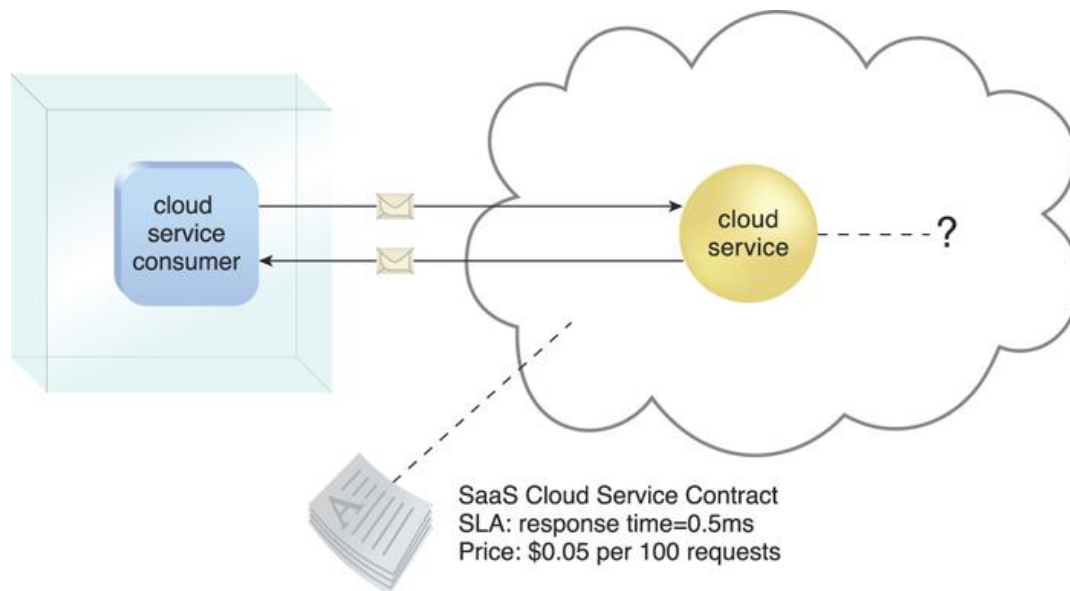 cloud
service
consumer
cloud
service
?
A
SaaS Cloud Service Contract
SLA: response time=0.5ms
Price: $0.05 per 100 requests